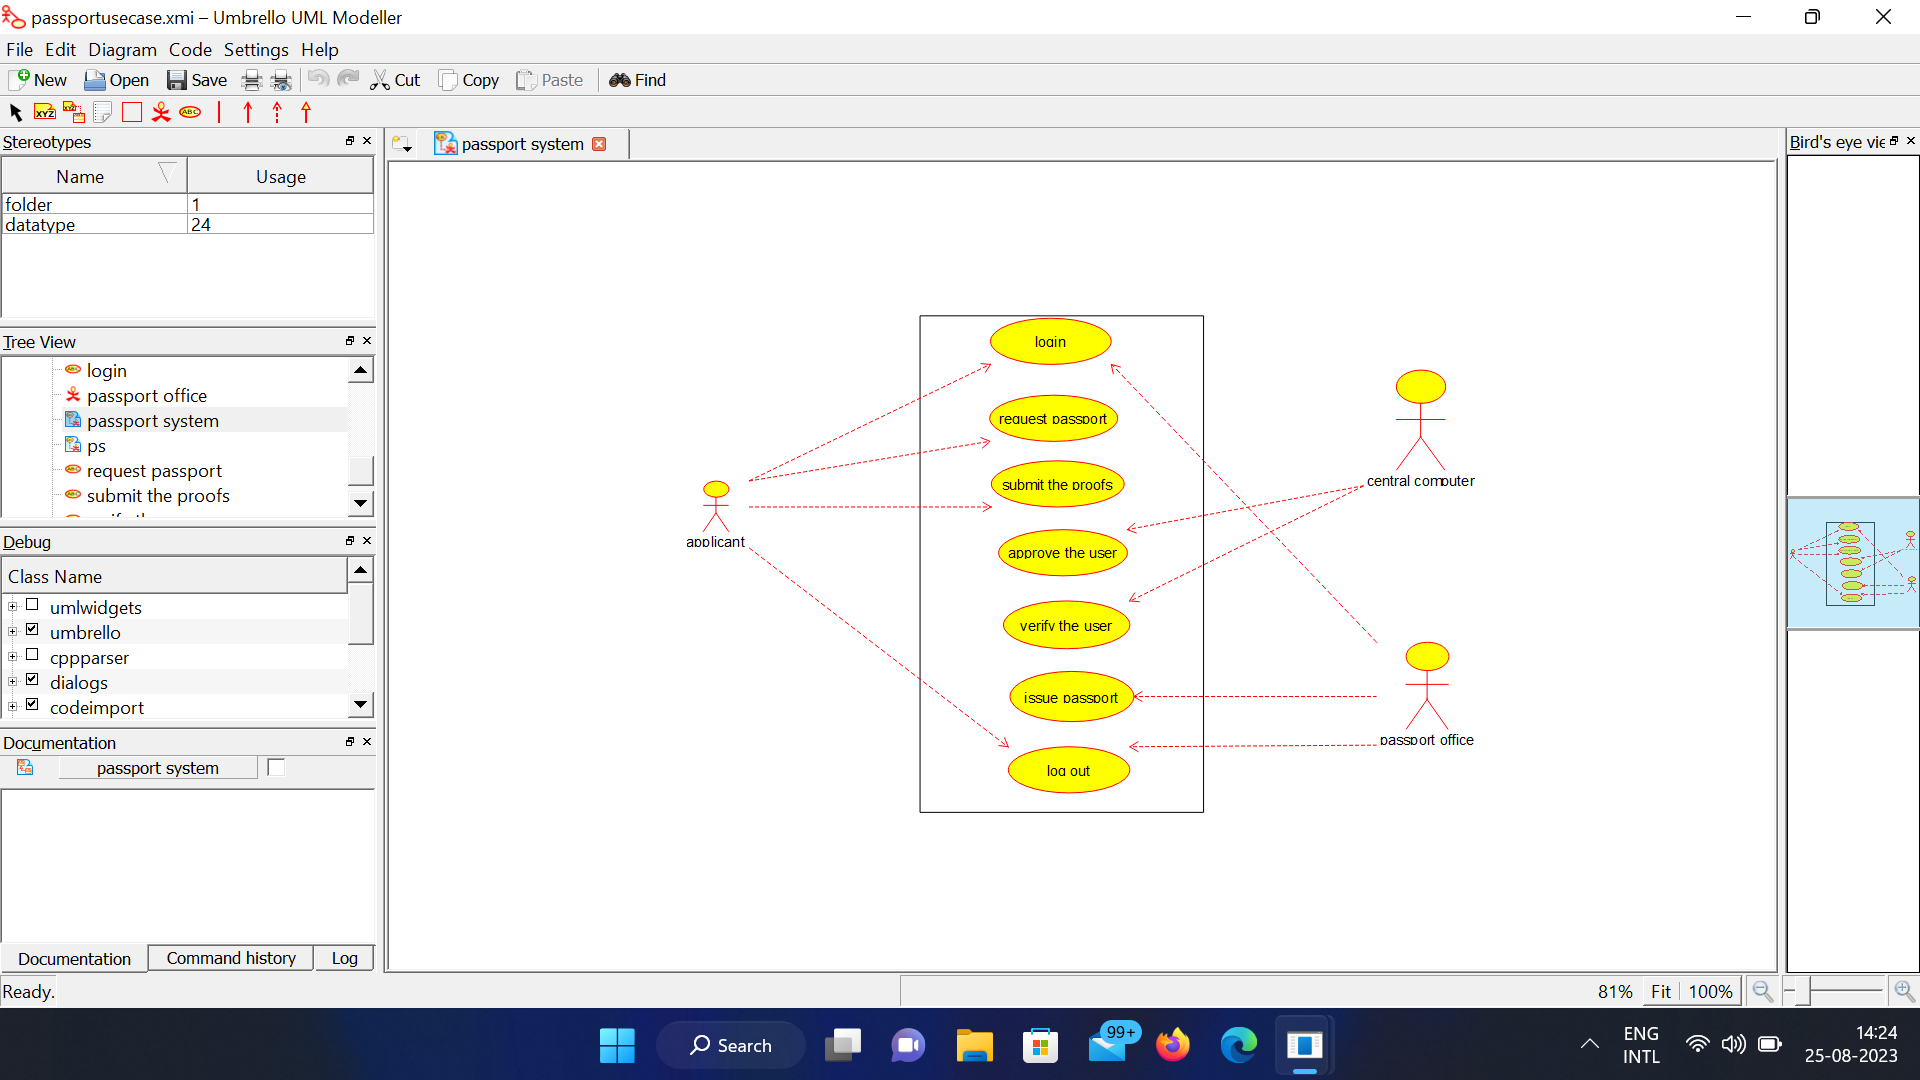 passportusecase.xmi – Umbrello UML Modeller
File Edit Diagram Code Settings Help
New Open Save Cut Copy Paste Find
XYZ XYZ ABC
Stereotypes
Name Usage
folder 1
datatype 24
Tree View
login
passport office
passport system
ps
request passport
submit the proofs
Debug
Class Name
umlwidgets
umbrello
cppparser
dialogs
codeimport
Documentation
passport system
Documentation Command history Log
Ready.
passport system
login
request passport
submit the proofs
approve the user
verify the user
issue passport
log out
applicant
central computer
passport office
Bird's eye vie
81% Fit 100%
Search
99+
ENG
INTL
14:24
25-08-2023